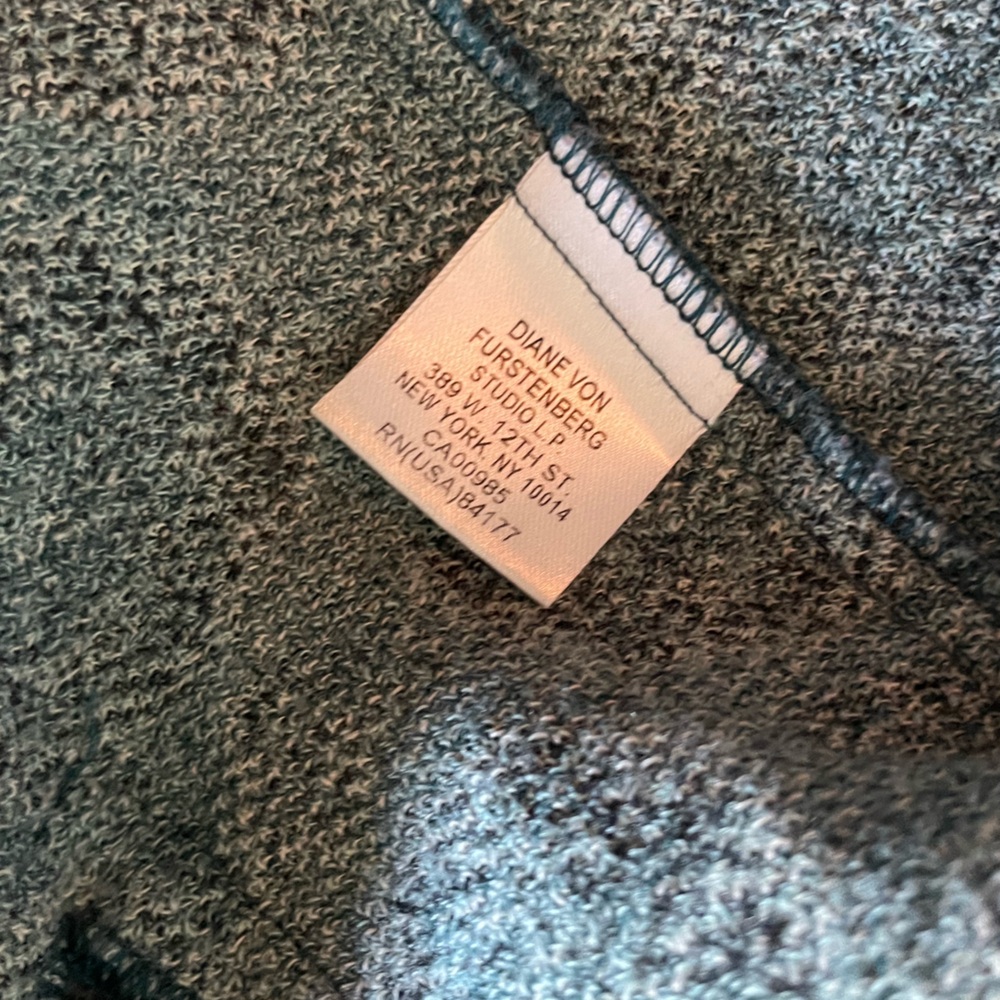 DIANE VON
FURSTENBERG
STUDIO L.P.
389 W. 12TH ST.
NEW YORK NY 10014
CA00985
RN(USA)84177